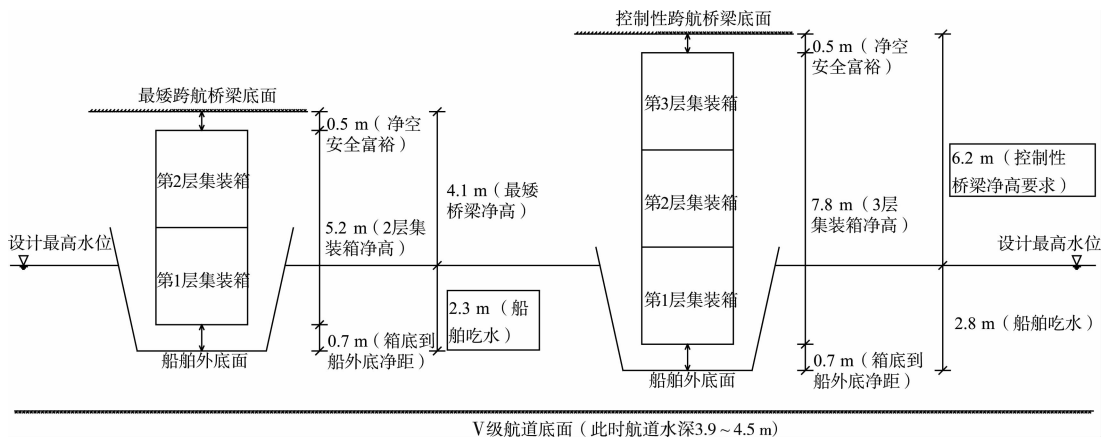 控制性跨航桥梁底面
0.5 m（净空
安全富裕）
最矮跨航桥梁底面
0.5 m（净空
安全富裕）
第3层集装箱
6.2 m（控制性
桥梁净高要求）
第2层集装箱
4.1 m（最矮
桥梁净高）
第2层集装箱
7.8 m（3层
集装箱净高）
5.2 m（2层集
装箱净高）
设计最高水位
设计最高水位
第1层集装箱
第1层集装箱
2.3 m（船
舶吃水）
2.8 m（船舶吃水）
0.7 m（箱底到
船外底净距）
船舶外底面
0.7 m（箱底到
船外底净距）
船舶外底面
Ⅴ级航道底面（此时航道水深3.9～4.5 m）